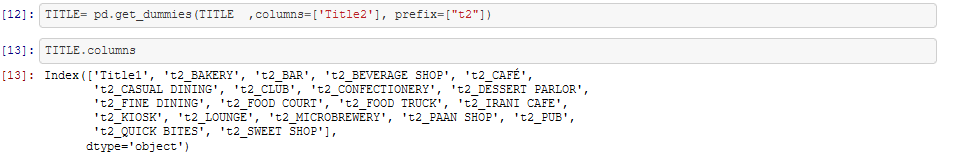 [12]: TITLE= pd.get_dummies(TITLE  ,columns=['Title2'], prefix=["t2"])
[13]: TITLE.columns
[13]: Index(['Title1', 't2_BAKERY', 't2_BAR', 't2_BEVERAGE SHOP', 't2_CAFÉ',
't2_CASUAL DINING', 't2_CLUB', 't2_CONFECTIONERY', 't2_DESSERT PARLOR',
't2_FINE DINING', 't2_FOOD COURT', 't2_FOOD TRUCK', 't2_IRANI CAFE',
't2_KIOSK', 't2_LOUNGE', 't2_MICROBREWERY', 't2_PAAN SHOP', 't2_PUB',
't2_QUICK BITES', 't2_SWEET SHOP'],
dtype='object')